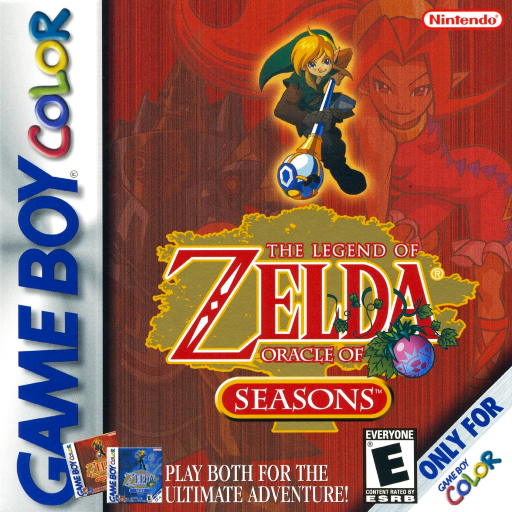 Nintendo®
GAME BOY COLOR
THE LEGEND OF
ZELDA®
ORACLE OF
SEASONS™
PLAY BOTH FOR THE
ULTIMATE ADVENTURE!
EVERYONE
E
CONTENT RATED BY
ESRB
ONLY FOR
GAME BOY
COLOR